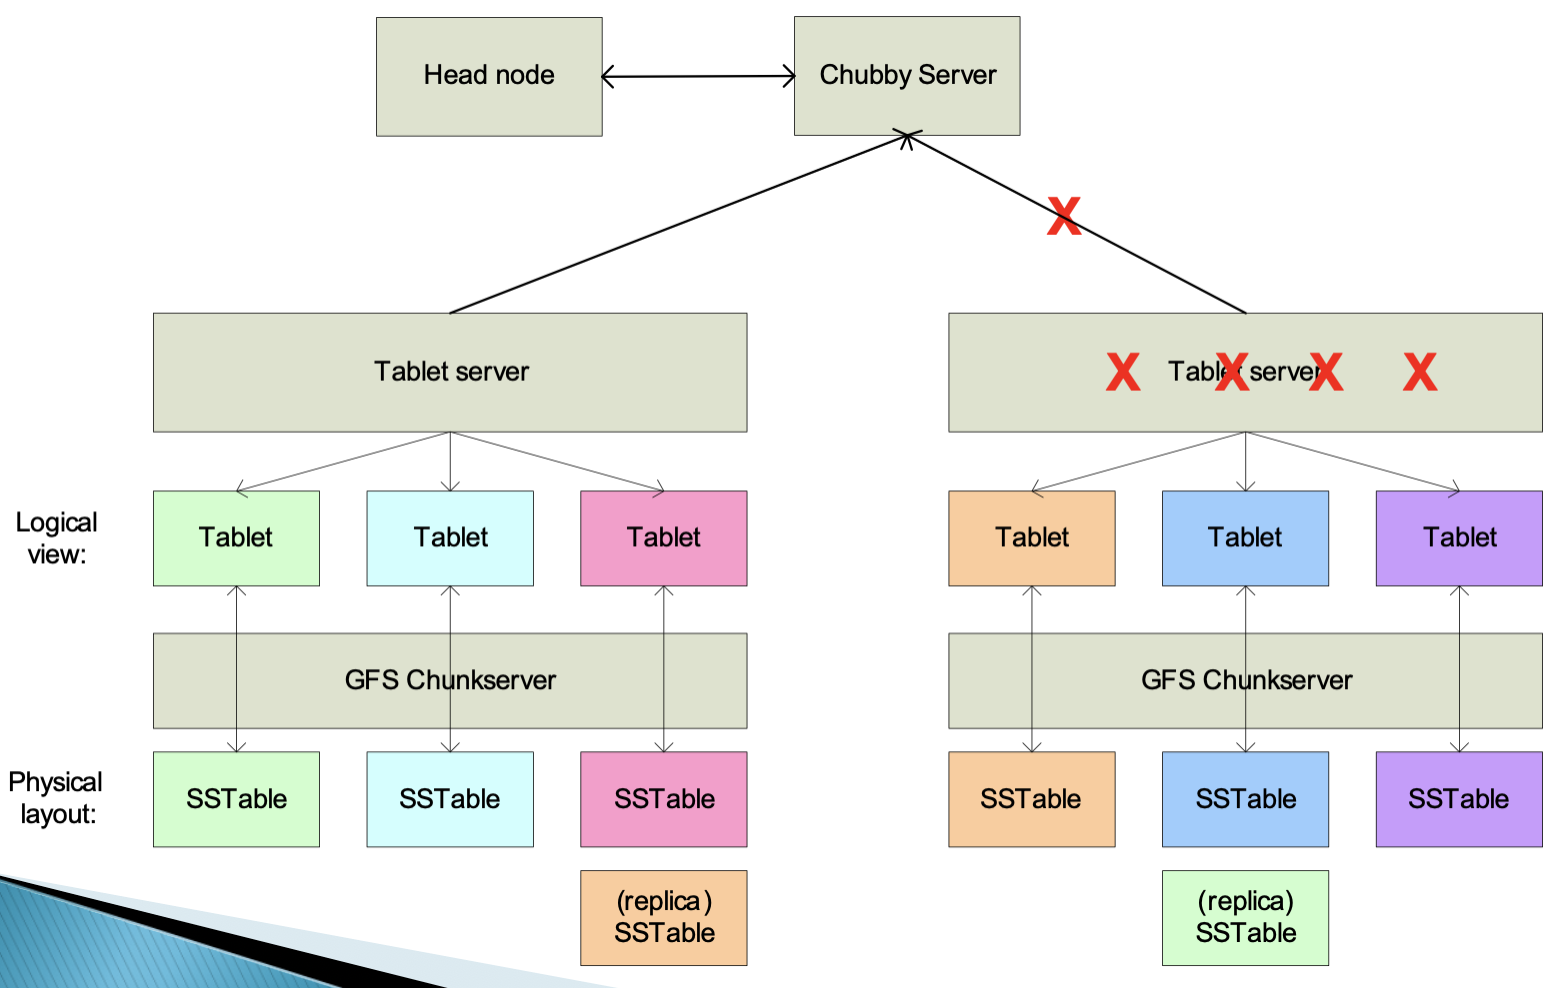 Head node
Chubby Server
X
Tablet server
Tablet server
X X X X
Logical
view:
Tablet
Tablet
Tablet
Tablet
Tablet
Tablet
GFS Chunkserver
GFS Chunkserver
Physical
layout:
SSTable
SSTable
SSTable
SSTable
SSTable
SSTable
(replica)
SSTable
(replica)
SSTable